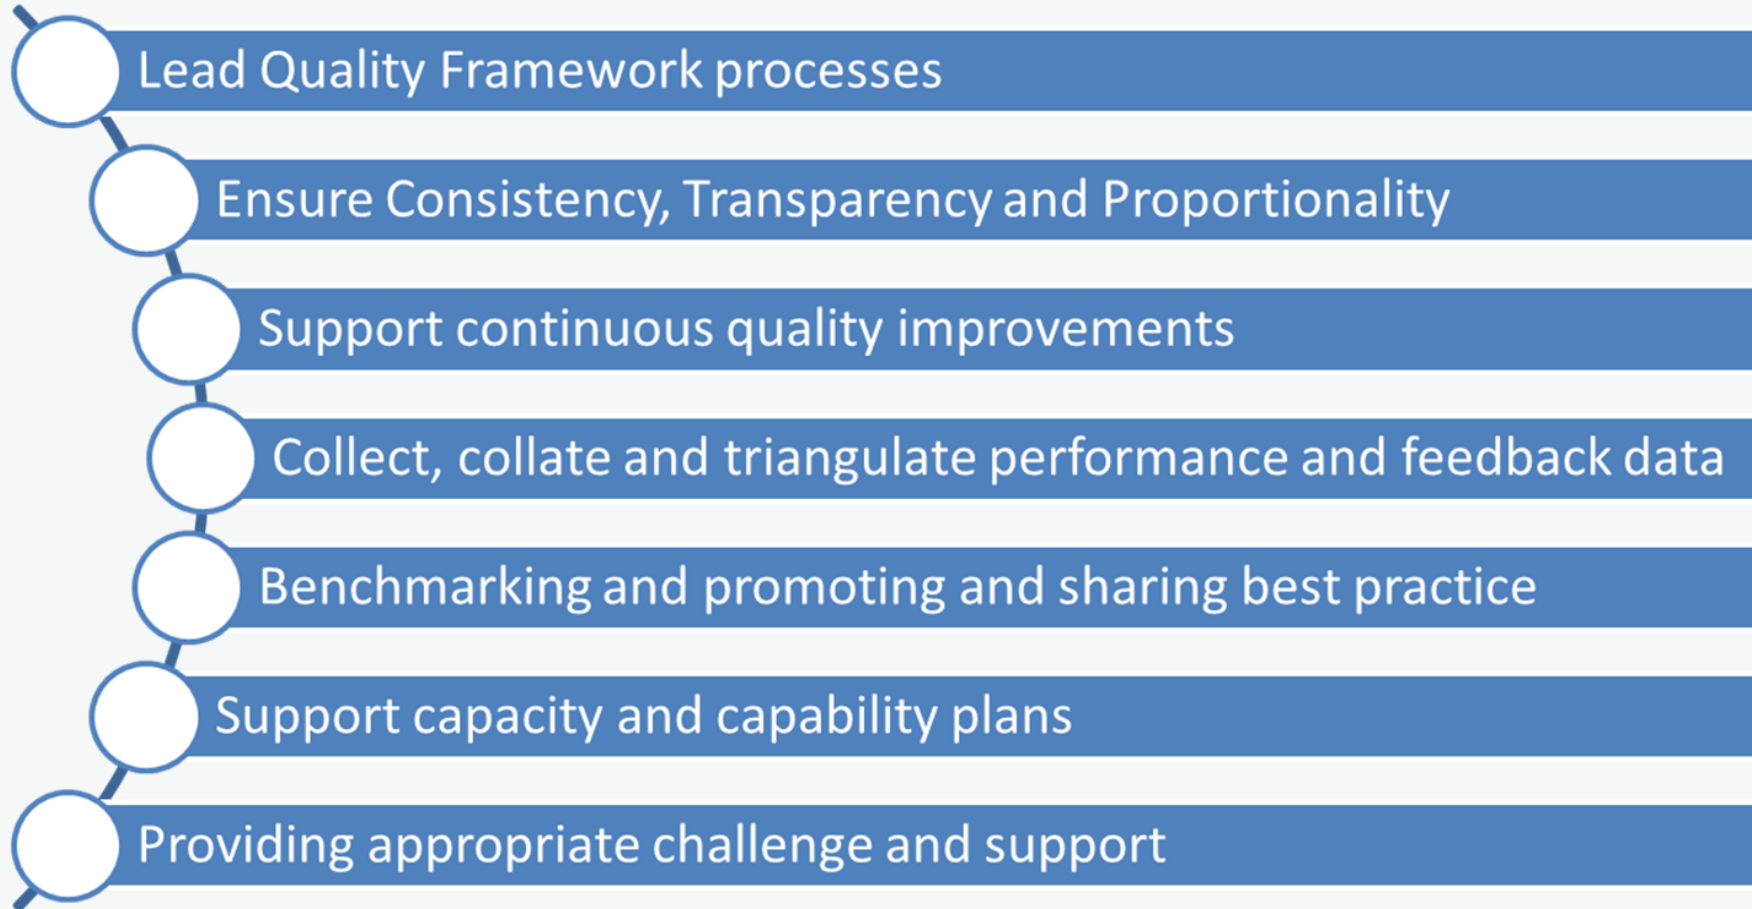 Lead Quality Framework processes
Ensure Consistency, Transparency and Proportionality
Support continuous quality improvements
Collect, collate and triangulate performance and feedback data
Benchmarking and promoting and sharing best practice
Support capacity and capability plans
Providing appropriate challenge and support